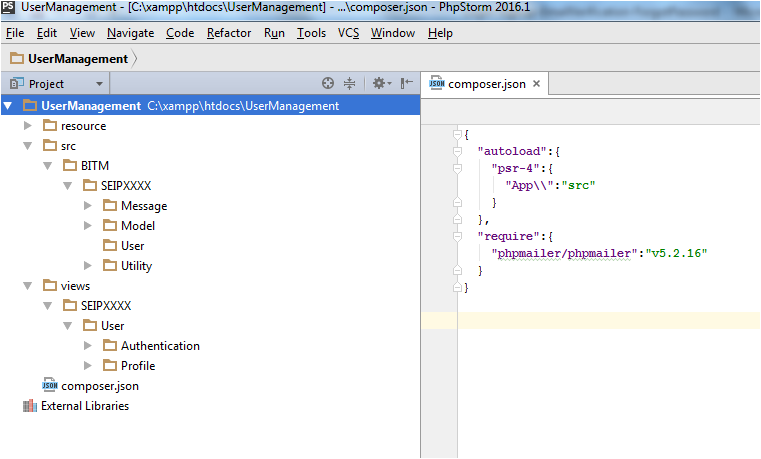 PS UserManagement - [C:\xampp\htdocs\UserManagement] - ...\composer.json - PhpStorm 2016.1
File Edit View Navigate Code Refactor Run Tools VCS Window Help
UserManagement
Project
composer.json
UserManagement C:\xampp\htdocs\UserManagement
resource
src
BITM
SEIPXXXX
Message
Model
User
Utility
views
SEIPXXXX
User
Authentication
Profile
JSON composer.json
External Libraries
{
"autoload":{
"psr-4":{
"App\\":"src"
}
},
"require":{
"phpmailer/phpmailer":"v5.2.16"
}
}